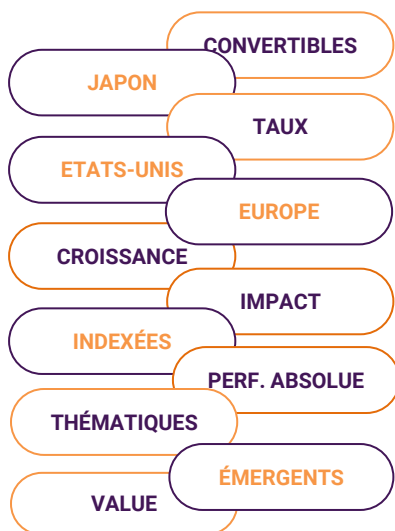 CONVERTIBLES
JAPON
TAUX
ETATS-UNIS
EUROPE
CROISSANCE
IMPACT
INDEXÉES
PERF. ABSOLUE
THÉMATIQUES
ÉMERGENTS
VALUE